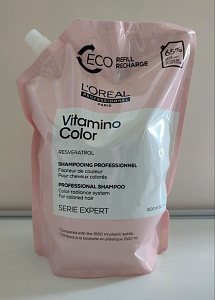 ECO
REFILL
RECHARGE
L'ORÉAL
PROFESSIONNEL
PARIS
Vitamino
Color
RESVERATROL
SHAMPOOING PROFESSIONNEL
Fixateur de couleur
Pour cheveux colorés
PROFESSIONAL SHAMPOO
Color radiance system
For colored hair
SERIE EXPERT